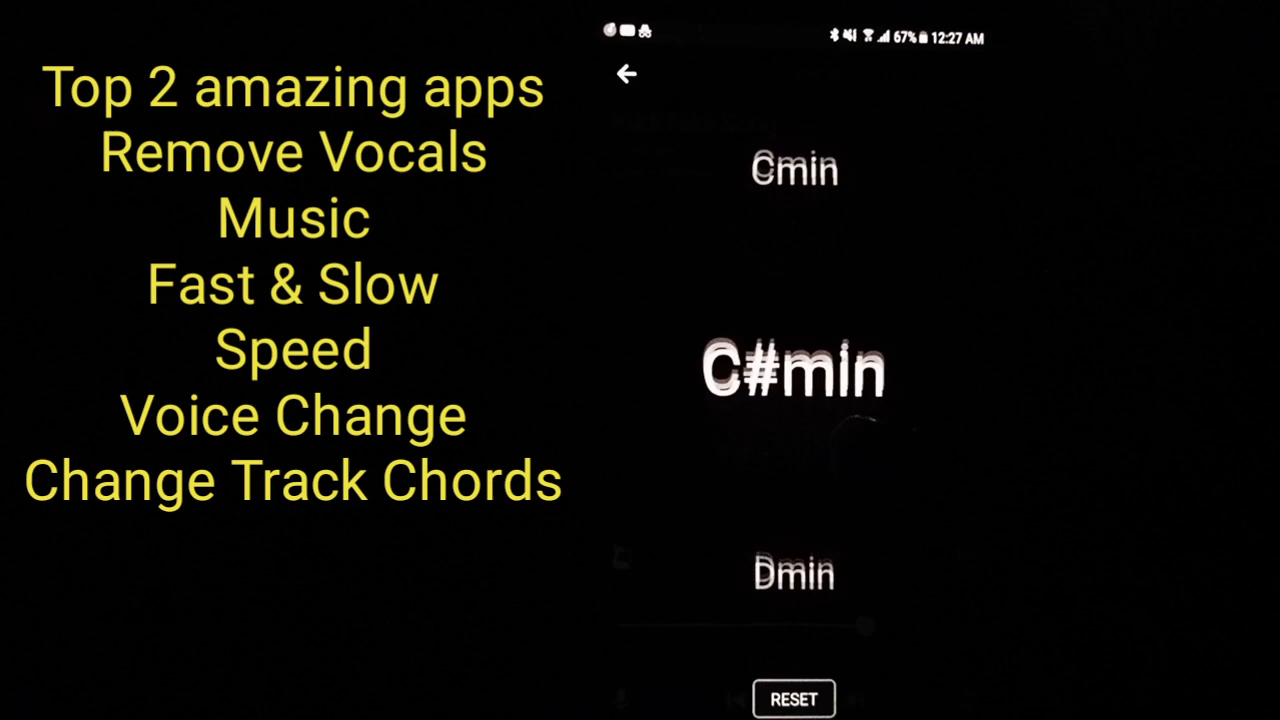 Top 2 amazing apps
Remove Vocals
Music
Fast & Slow
Speed
Voice Change
Change Track Chords
67% 12:27 AM
Cmin
C#min
Dmin
RESET